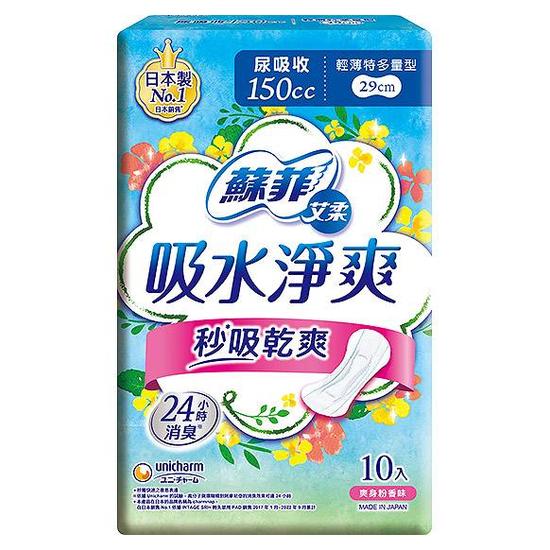 日本製
No.1
日本銷售*
尿吸收
150cc
輕薄特多量型
29cm
蘇菲
艾柔
吸水淨爽
秒*吸乾爽
24小時
消臭※
unicharm
ユニ・チャーム
10入
爽身粉香味
MADE IN JAPAN